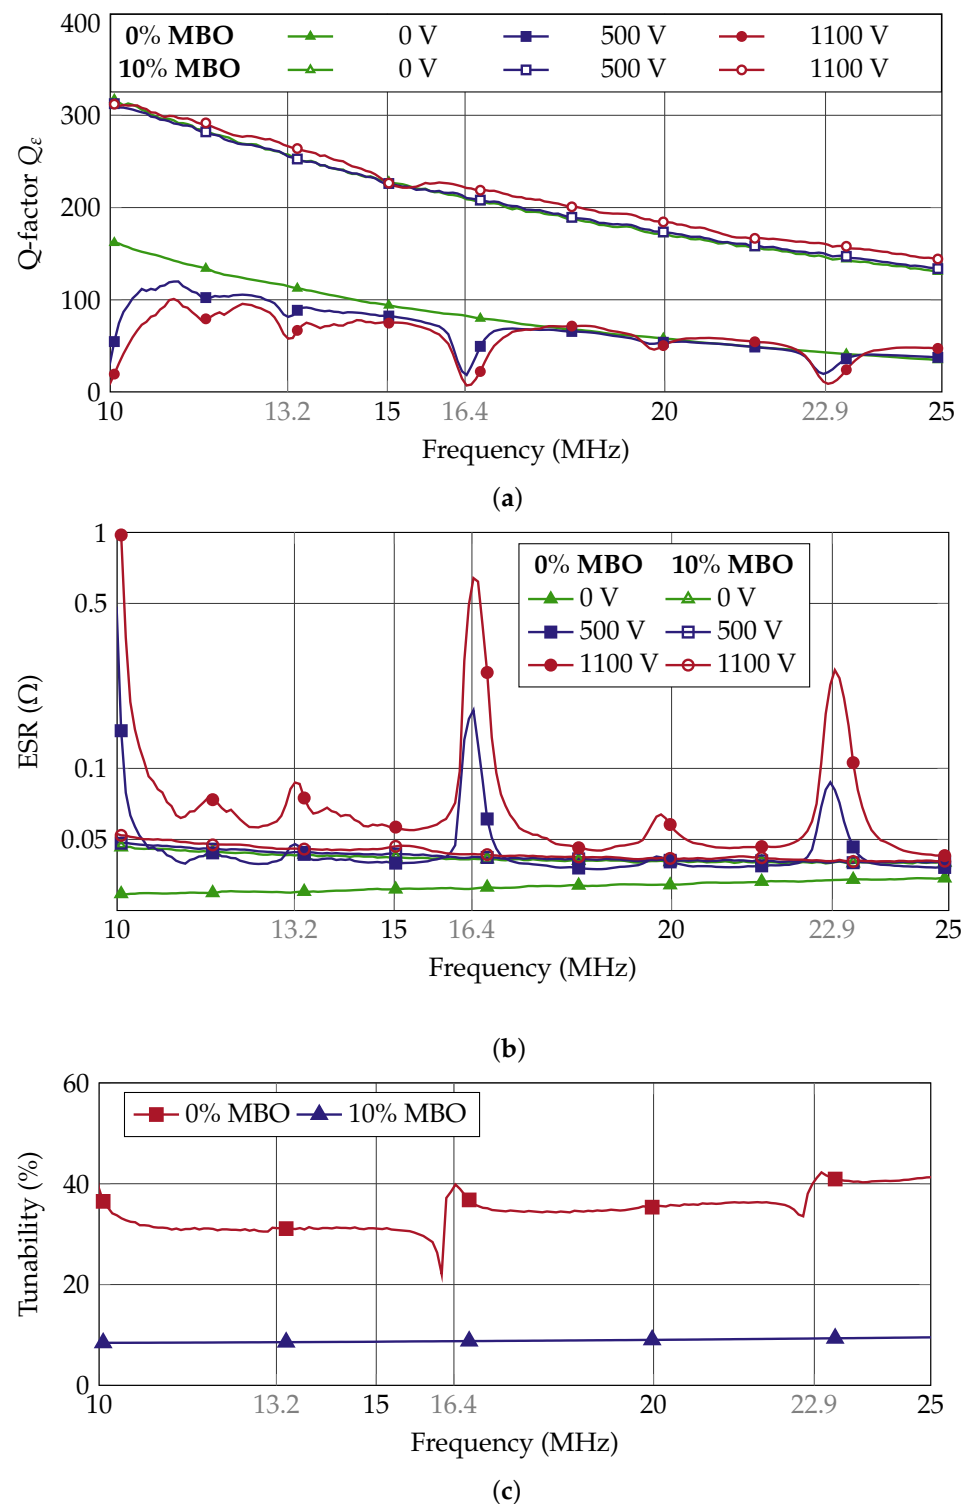 400
0% MBO 0 V 500 V 1100 V
10% MBO 0 V 500 V 1100 V
300
200
100
0
Q-factor Qε
10 13.2 15 16.4 20 22.9 25
Frequency (MHz)
(a)
1
0.5
0.1
0.05
ESR (Ω)
0% MBO 10% MBO
0 V 0 V
500 V 500 V
1100 V 1100 V
10 13.2 15 16.4 20 22.9 25
Frequency (MHz)
(b)
60
40
20
0
Tunability (%)
0% MBO 10% MBO
10 13.2 15 16.4 20 22.9 25
Frequency (MHz)
(c)